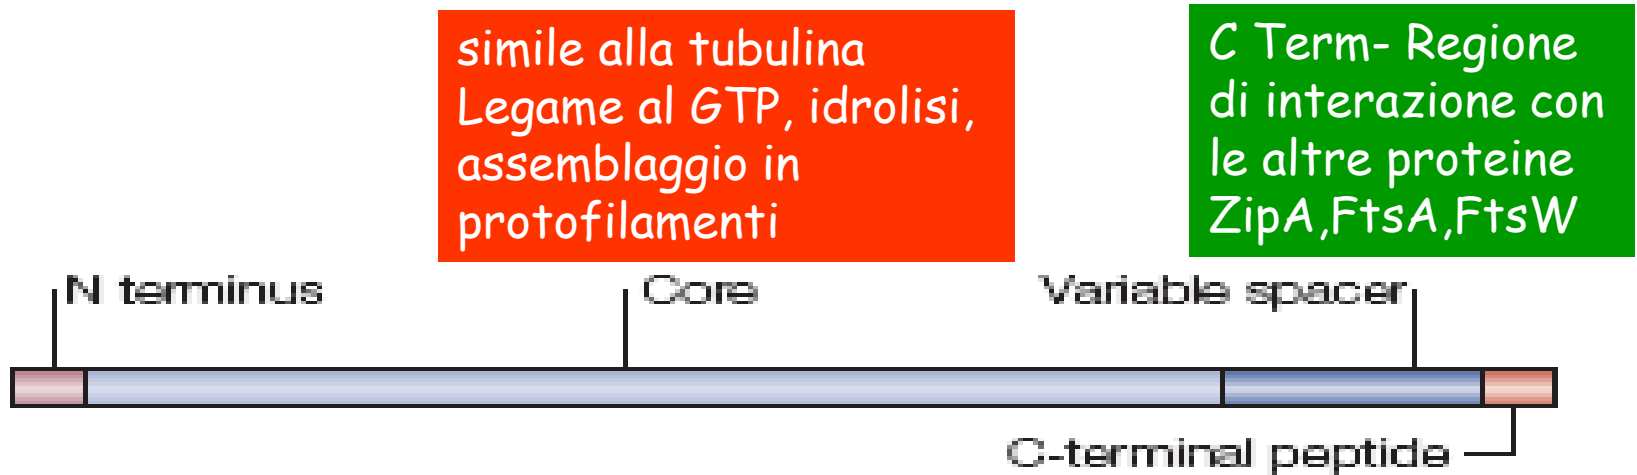 simile alla tubulina
Legame al GTP, idrolisi,
assemblaggio in
protofilamenti
C Term- Regione
di interazione con
le altre proteine
ZipA,FtsA,FtsW
N terminus
Core
Variable spacer
C-terminal peptide